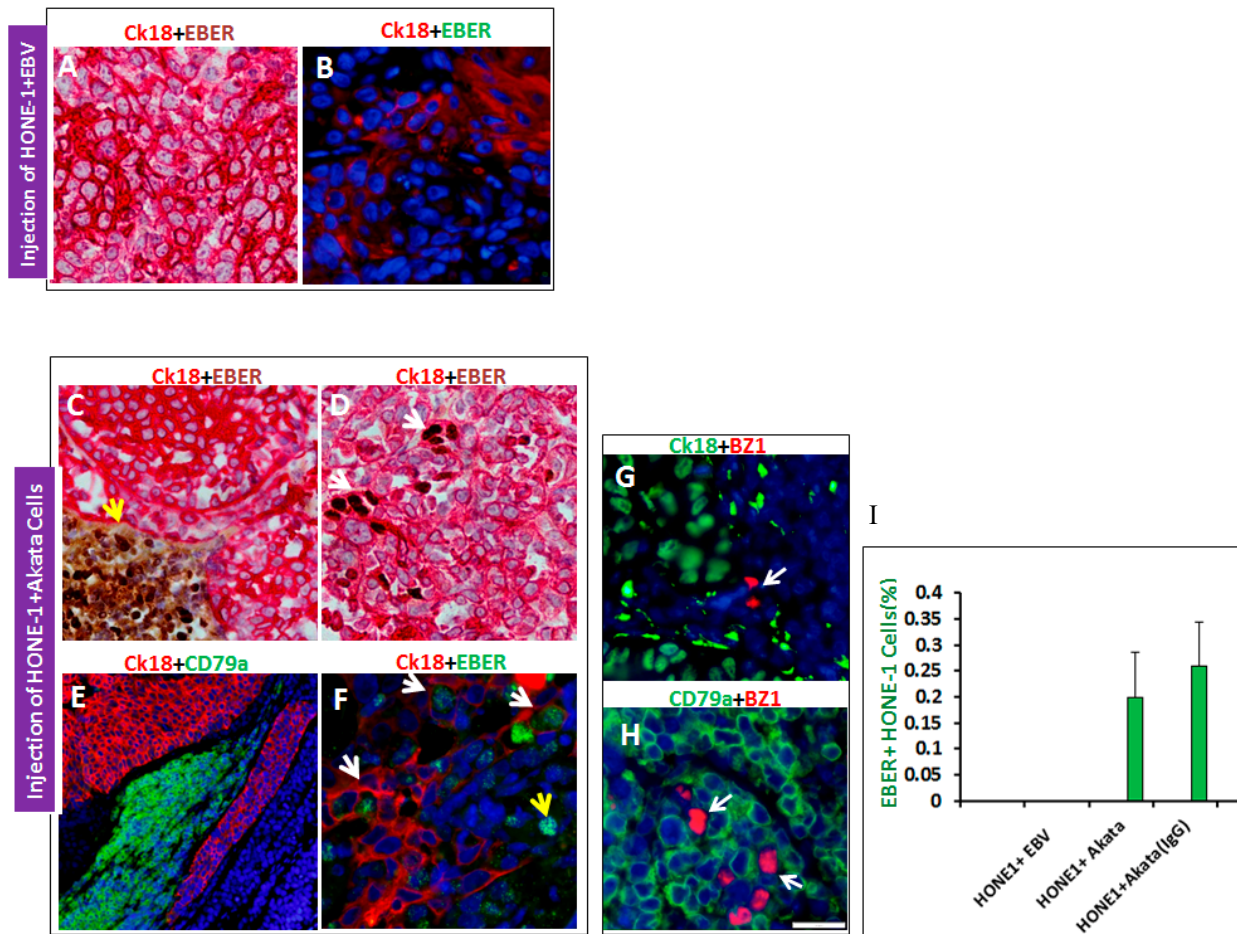 Injection of HONE-1+EBV
Ck18+EBER
Ck18+EBER
A
B
Injection of HONE-1+Akata Cells
Ck18+EBER
Ck18+EBER
C
D
Ck18+CD79a
Ck18+EBER
E
F
Ck18+BZ1
G
CD79a+BZ1
H
I
EBER+ HONE-1 Cells(%)
0.4
0.35
0.3
0.25
0.2
0.15
0.1
0.05
0
HONE1+ EBV
HONE1+ Akata
HONE1+Akata(IgG)